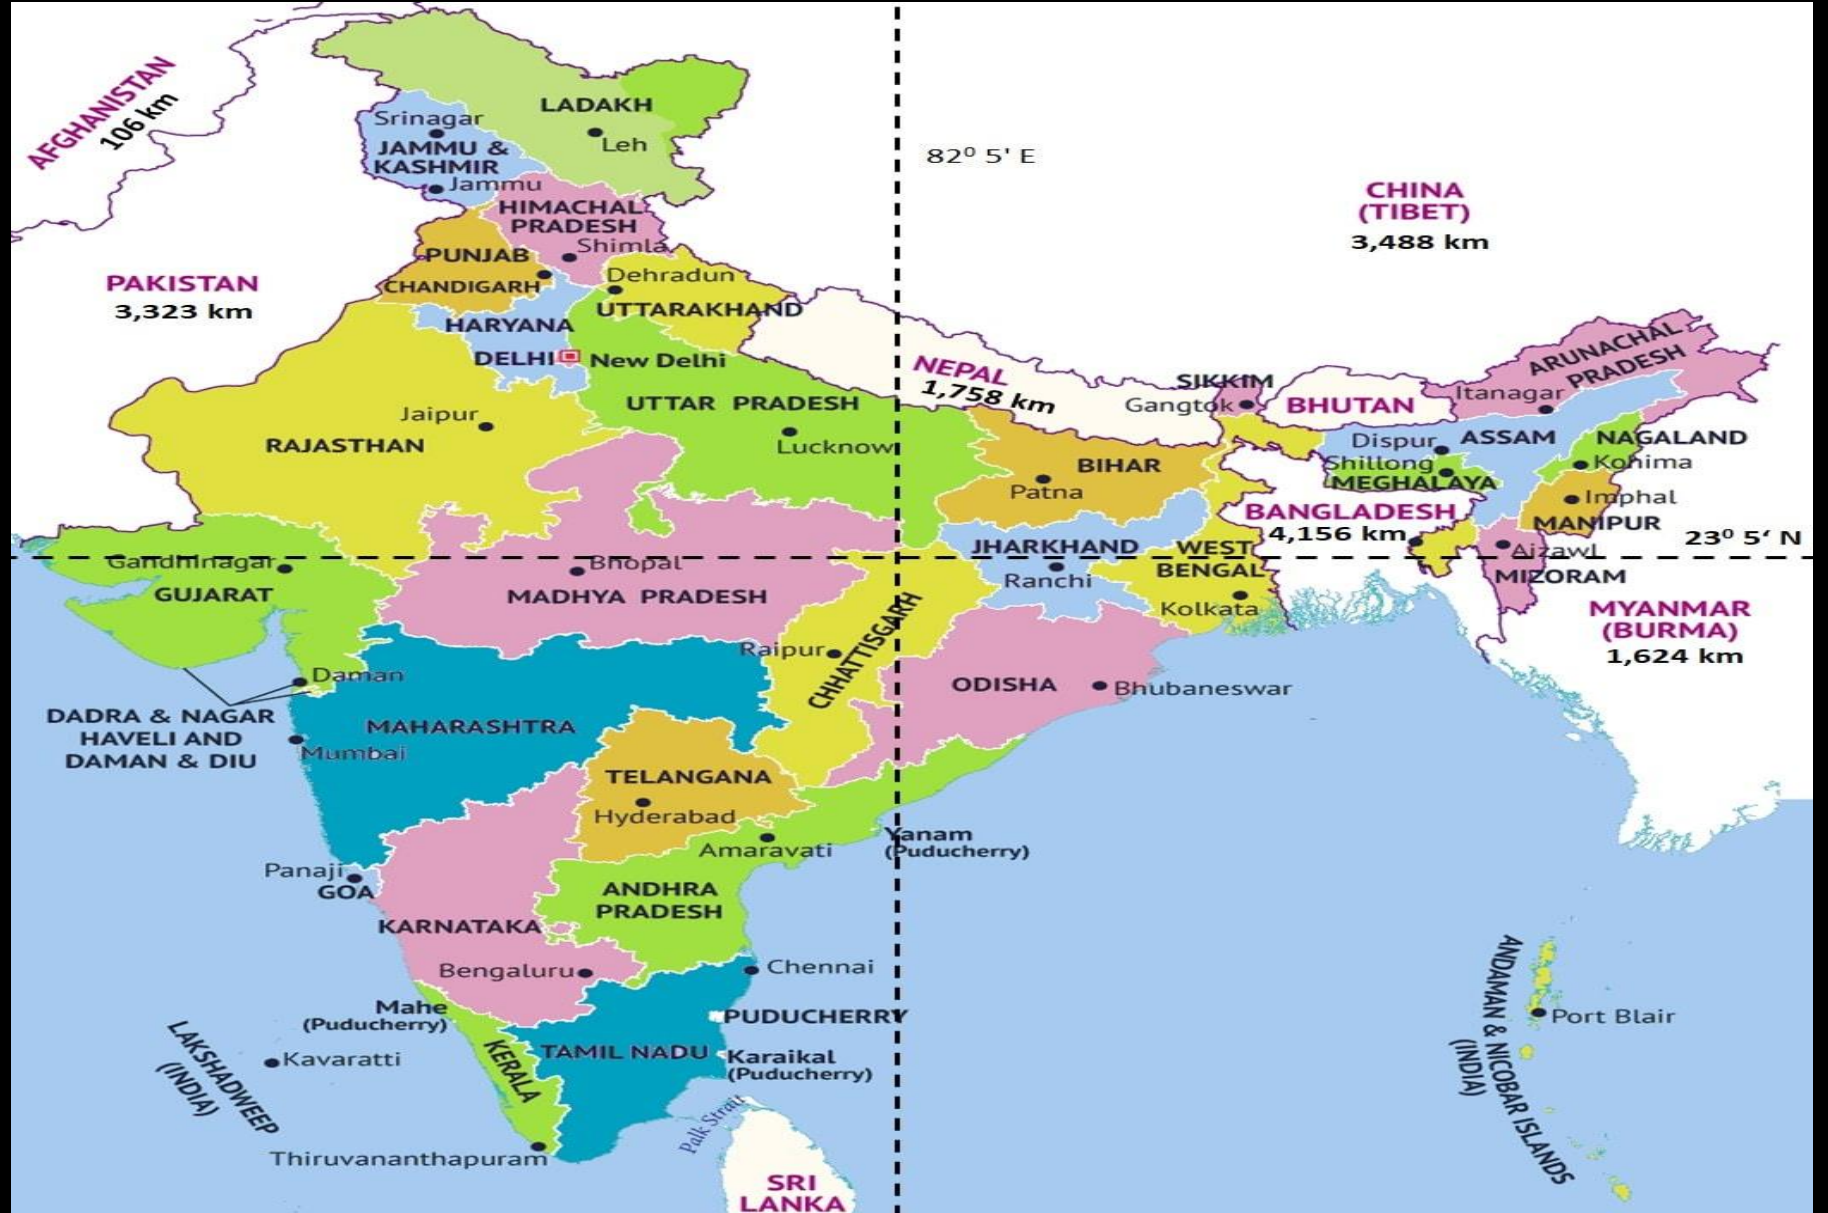 AFGHANISTAN
106 km
LADAKH
Leh
Srinagar
JAMMU &
KASHMIR
Jammu
82⁰ 5' E
CHINA
(TIBET)
3,488 km
HIMACHAL
PRADESH
Shimla
PUNJAB
CHANDIGARH
Dehradun
UTTARAKHAND
PAKISTAN
3,323 km
HARYANA
DELHI
New Delhi
NEPAL
1,758 km
SIKKIM
Gangtok
BHUTAN
ARUNACHAL
PRADESH
Itanagar
Jaipur
RAJASTHAN
UTTAR PRADESH
Lucknow
BIHAR
Patna
Dispur
ASSAM
NAGALAND
Kohima
Shillong
MEGHALAYA
Imphal
MANIPUR
BANGLADESH
4,156 km
23⁰ 5‘ N
Gandhinagar
GUJARAT
Bhopal
MADHYA PRADESH
JHARKHAND
Ranchi
WEST
BENGAL
Kolkata
Aizawl
MIZORAM
MYANMAR
(BURMA)
1,624 km
Raipur
CHHATTISGARH
ODISHA
Bhubaneswar
Daman
DADRA & NAGAR
HAVELI AND
DAMAN & DIU
MAHARASHTRA
Mumbai
TELANGANA
Hyderabad
Amaravati
Yanam
(Puducherry)
Panaji
GOA
ANDHRA
PRADESH
KARNATAKA
Bengaluru
Chennai
Mahe
(Puducherry)
PUDUCHERRY
LAKSHADWEEP
(INDIA)
Kavaratti
KERALA
TAMIL NADU
Karaikal
(Puducherry)
Palk Strait
Thiruvananthapuram
SRI
LANKA
ANDAMAN & NICOBAR ISLANDS
(INDIA)
Port Blair